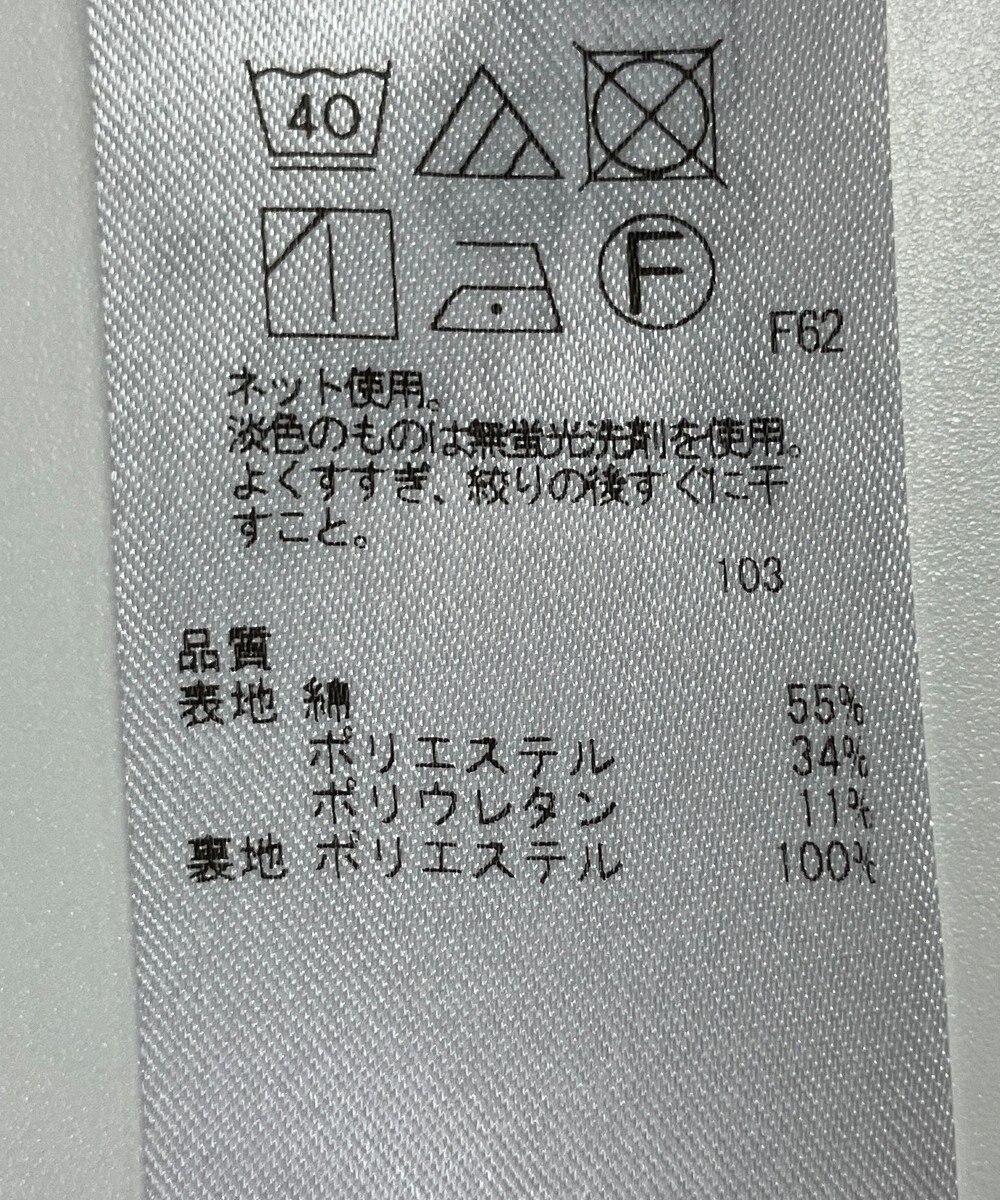 40
F
F62
ネット使用。
淡色のものは無蛍光洗剤を使用。
よくすすぎ、絞りの後すぐに干
すこと。
103
品質
表地 綿 55%
ポリエステル 34%
ポリウレタン 11%
裏地 ポリエステル 100%